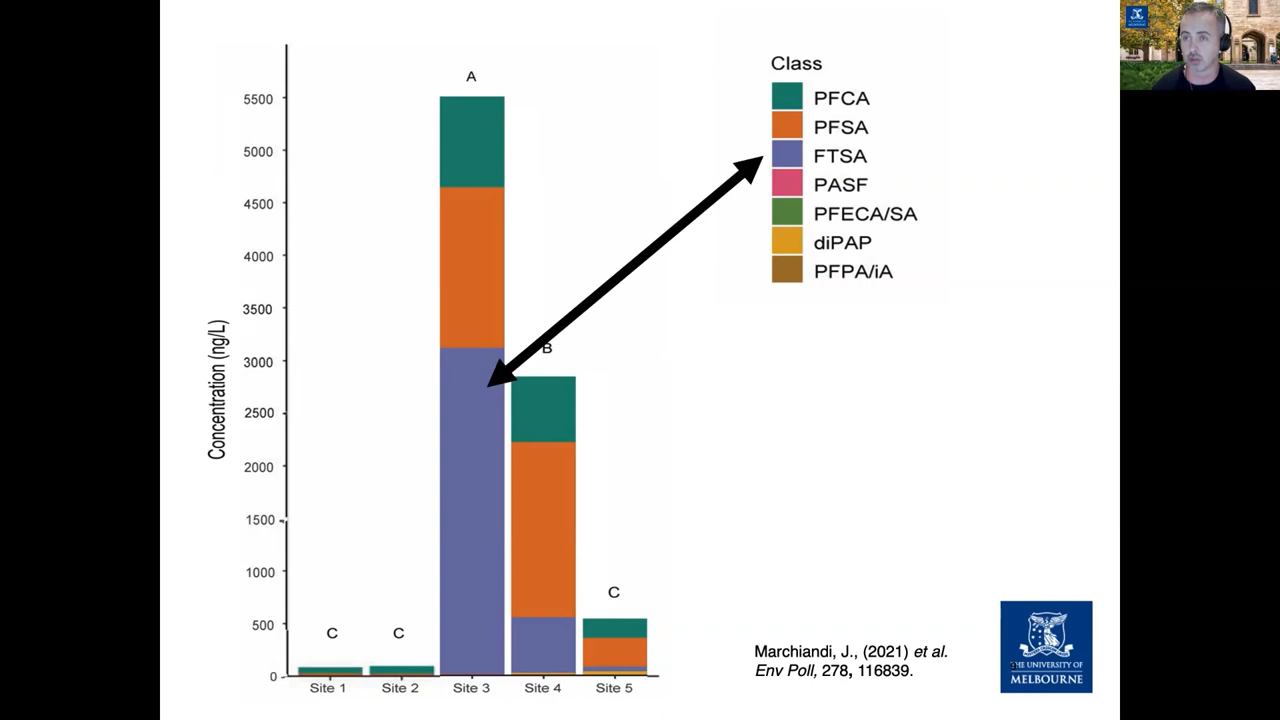 Class
PFCA
PFSA
FTSA
PASF
PFECA/SA
diPAP
PFPA/iA
Concentration (ng/L)
5500
5000
4500
4000
3500
3000
2500
2000
1500
1000
500
0
A
B
C
C
C
Site 1
Site 2
Site 3
Site 4
Site 5
Marchiandi, J., (2021) et al.
Env Poll, 278, 116839.
THE UNIVERSITY OF
MELBOURNE
MELBOURNE